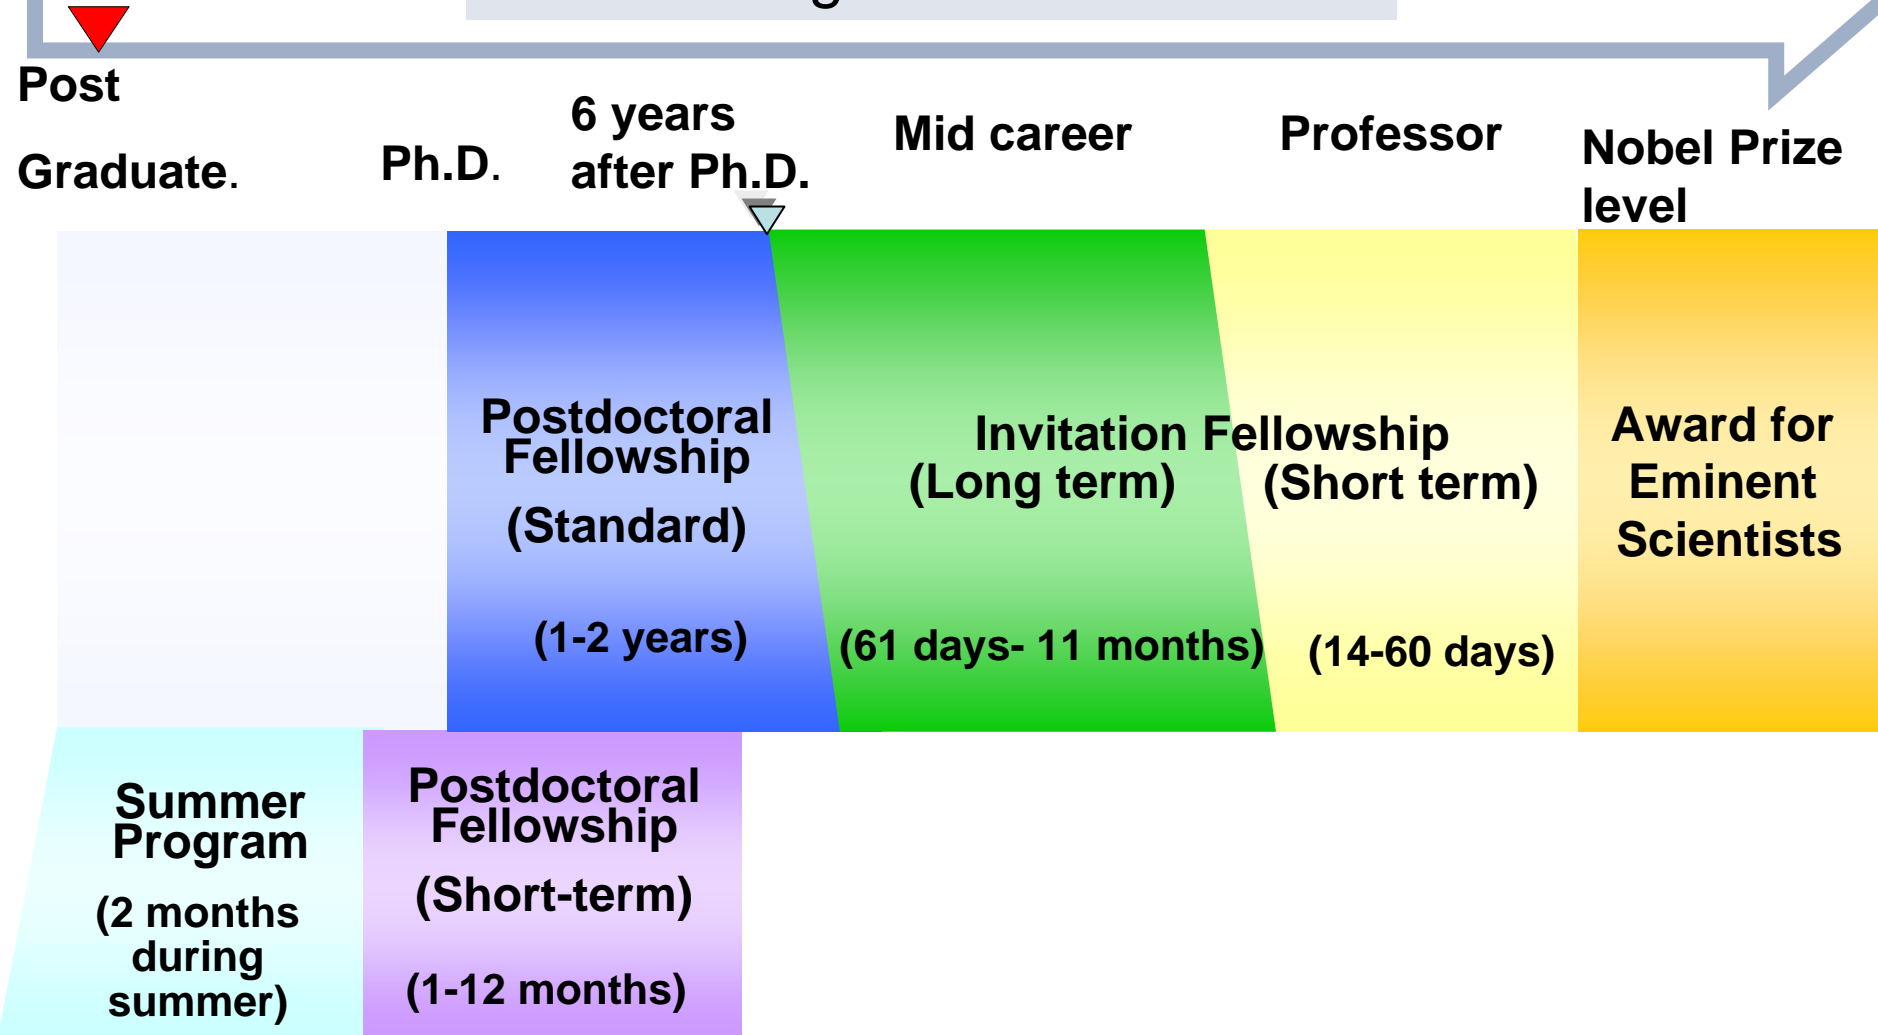 Post
Graduate.
Ph.D.
6 years
after Ph.D.
Mid career
Professor
Nobel Prize
level
Postdoctoral
Fellowship
(Standard)
(1-2 years)
Invitation Fellowship
(Long term)
(Short term)
(61 days- 11 months)
(14-60 days)
Award for
Eminent
Scientists
Summer
Program
(2 months
during
summer)
Postdoctoral
Fellowship
(Short-term)
(1-12 months)